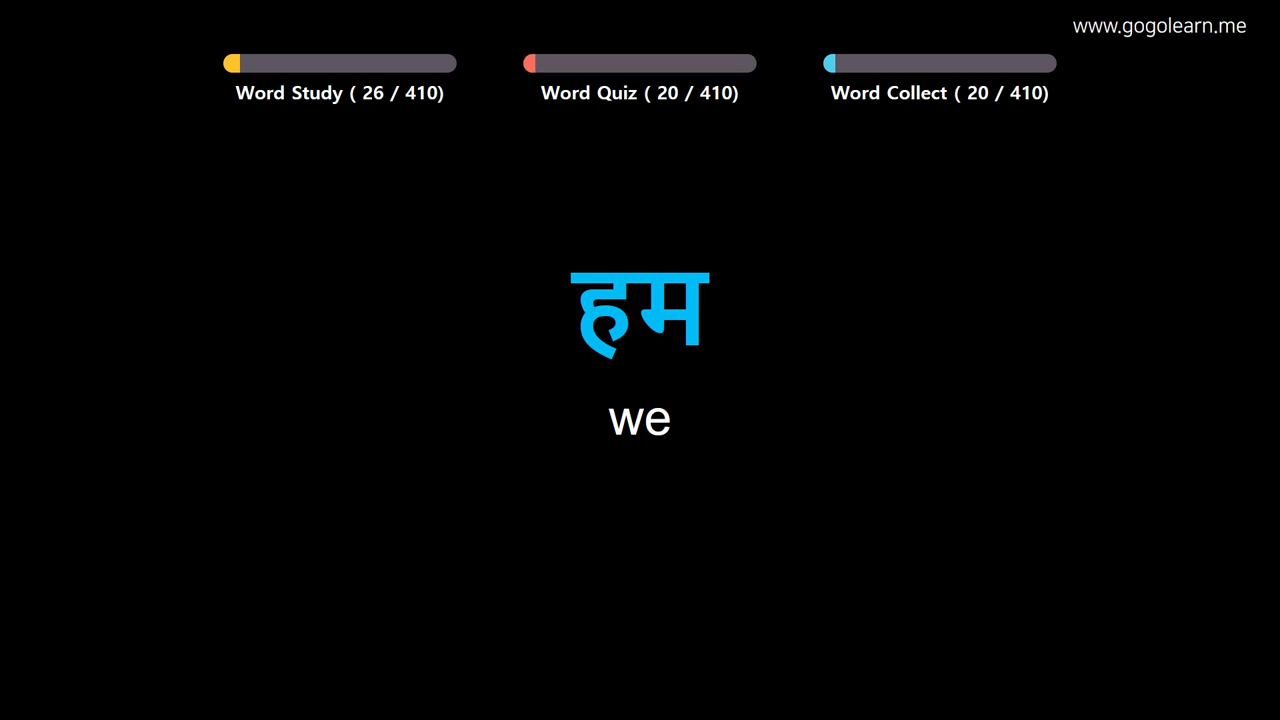 www.gogolearn.me
Word Study ( 26 / 410)
Word Quiz ( 20 / 410)
Word Collect ( 20 / 410)
हम
we